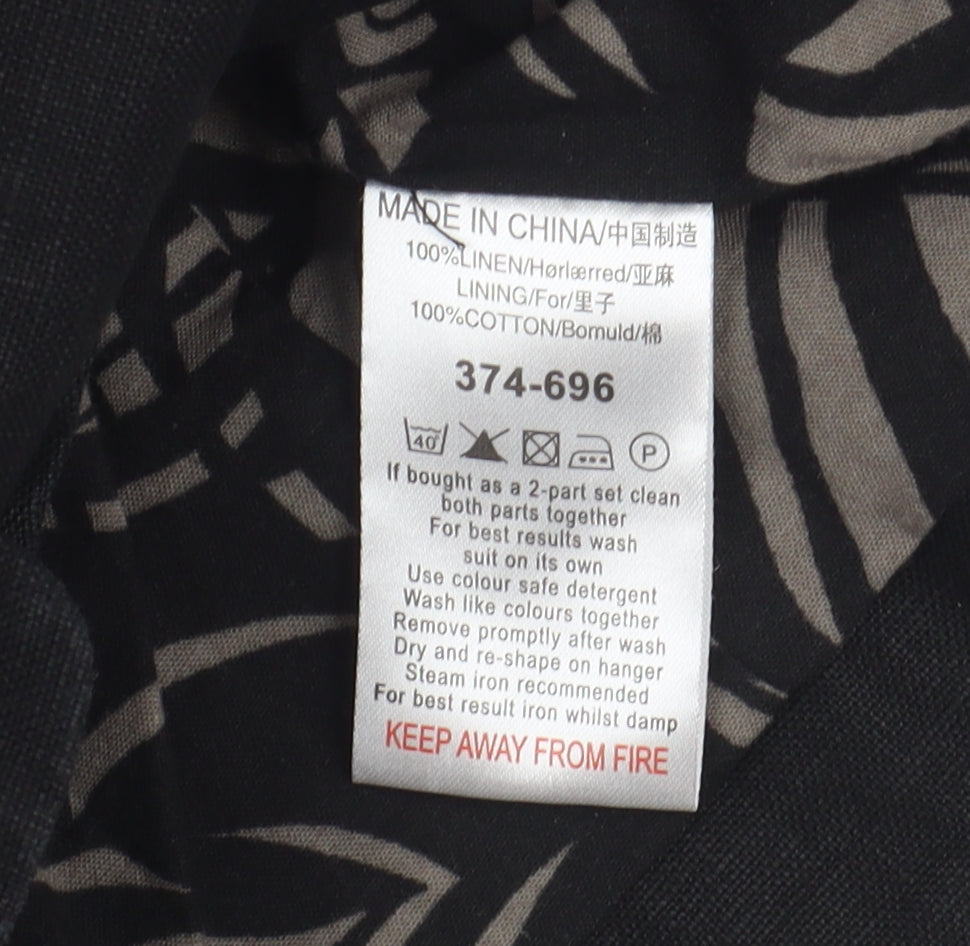 MADE IN CHINA/中国制造
100%LINEN/Hørlærred/亚麻
LINING/For/里子
100%COTTON/Bomuld/棉
374-696
40 P
If bought as a 2-part set clean
both parts together
For best results wash
suit on its own
Use colour safe detergent
Wash like colours together
Remove promptly after wash
Dry and re-shape on hanger
Steam iron recommended
For best result iron whilst damp
KEEP AWAY FROM FIRE